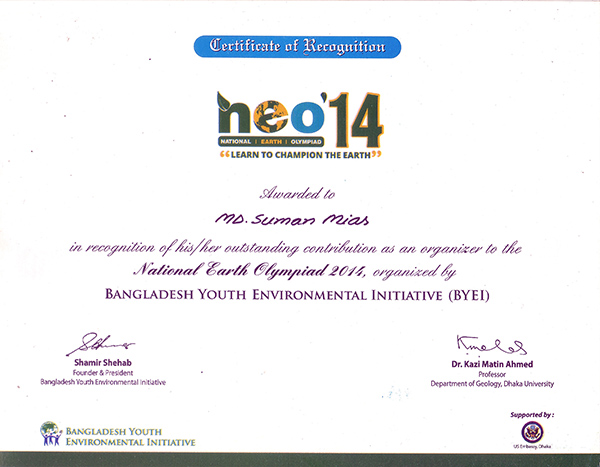 Certificate of Recognition
neo'14
NATIONAL | EARTH | OLYMPIAD
“LEARN TO CHAMPION THE EARTH”
Awarded to
MD. Suman Mias
in recognition of his/her outstanding contribution as an organizer to the
National Earth Olympiad 2014, organized by
BANGLADESH YOUTH ENVIRONMENTAL INITIATIVE (BYEI)
Shamir Shehab
Founder & President
Bangladesh Youth Environmental Initiative
Dr. Kazi Matin Ahmed
Professor
Department of Geology, Dhaka University
Supported by :
US Embassy, Dhaka
BANGLADESH YOUTH
ENVIRONMENTAL INITIATIVE